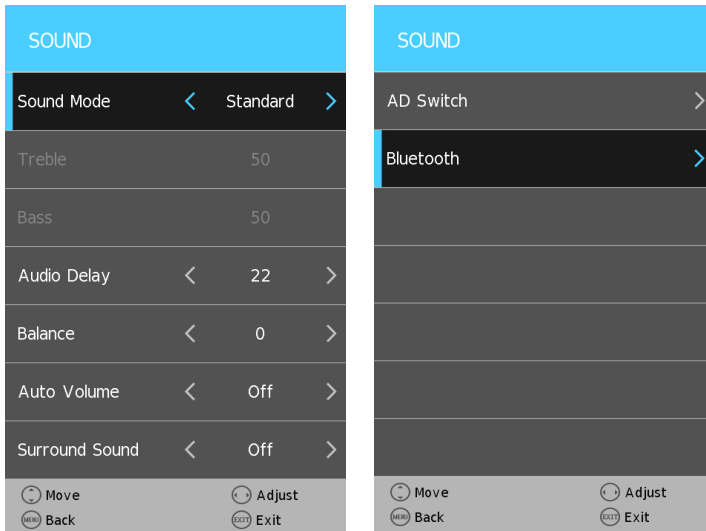 SOUND
Sound Mode Standard
Treble 50
Bass 50
Audio Delay 22
Balance 0
Auto Volume Off
Surround Sound Off
Move Adjust
MENU Back EXIT Exit
SOUND
AD Switch
Bluetooth
Move Adjust
MENU Back EXIT Exit